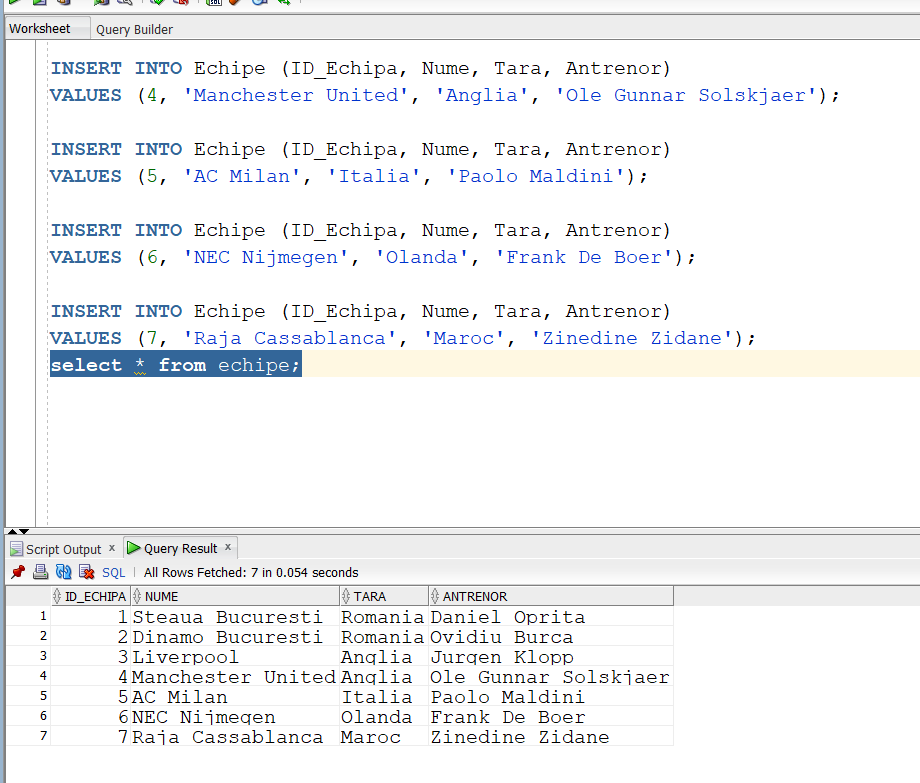 Worksheet Query Builder
INSERT INTO Echipe (ID_Echipa, Nume, Tara, Antrenor)
VALUES (4, 'Manchester United', 'Anglia', 'Ole Gunnar Solskjaer');
INSERT INTO Echipe (ID_Echipa, Nume, Tara, Antrenor)
VALUES (5, 'AC Milan', 'Italia', 'Paolo Maldini');
INSERT INTO Echipe (ID_Echipa, Nume, Tara, Antrenor)
VALUES (6, 'NEC Nijmegen', 'Olanda', 'Frank De Boer');
INSERT INTO Echipe (ID_Echipa, Nume, Tara, Antrenor)
VALUES (7, 'Raja Cassablanca', 'Maroc', 'Zinedine Zidane');
select * from echipe;
Script Output x Query Result x
SQL | All Rows Fetched: 7 in 0.054 seconds
ID_ECHIPA NUME TARA ANTRENOR
1 1 Steaua Bucuresti Romania Daniel Oprita
2 2 Dinamo Bucuresti Romania Ovidiu Burca
3 3 Liverpool Anglia Jurgen Klopp
4 4 Manchester United Anglia Ole Gunnar Solskjaer
5 5 AC Milan Italia Paolo Maldini
6 6 NEC Nijmegen Olanda Frank De Boer
7 7 Raja Cassablanca Maroc Zinedine Zidane